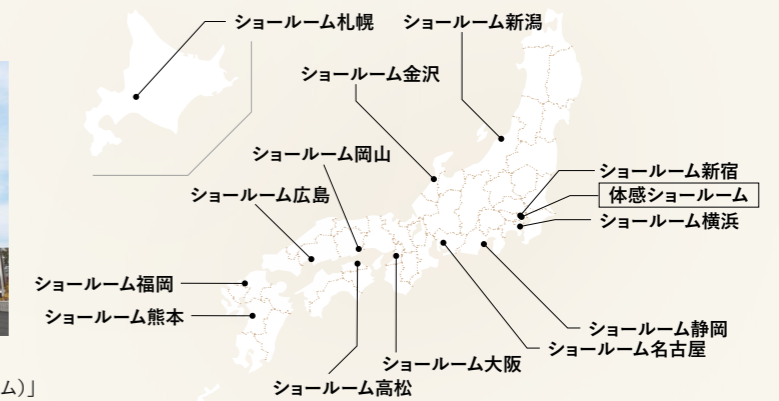 ショールーム札幌
ショールーム新潟
ショールーム金沢
ショールーム岡山
ショールーム広島
ショールーム新宿
体感ショールーム
ショールーム横浜
ショールーム福岡
ショールーム熊本
ショールーム静岡
ショールーム名古屋
ショールーム大阪
ショールーム高松
ム)」